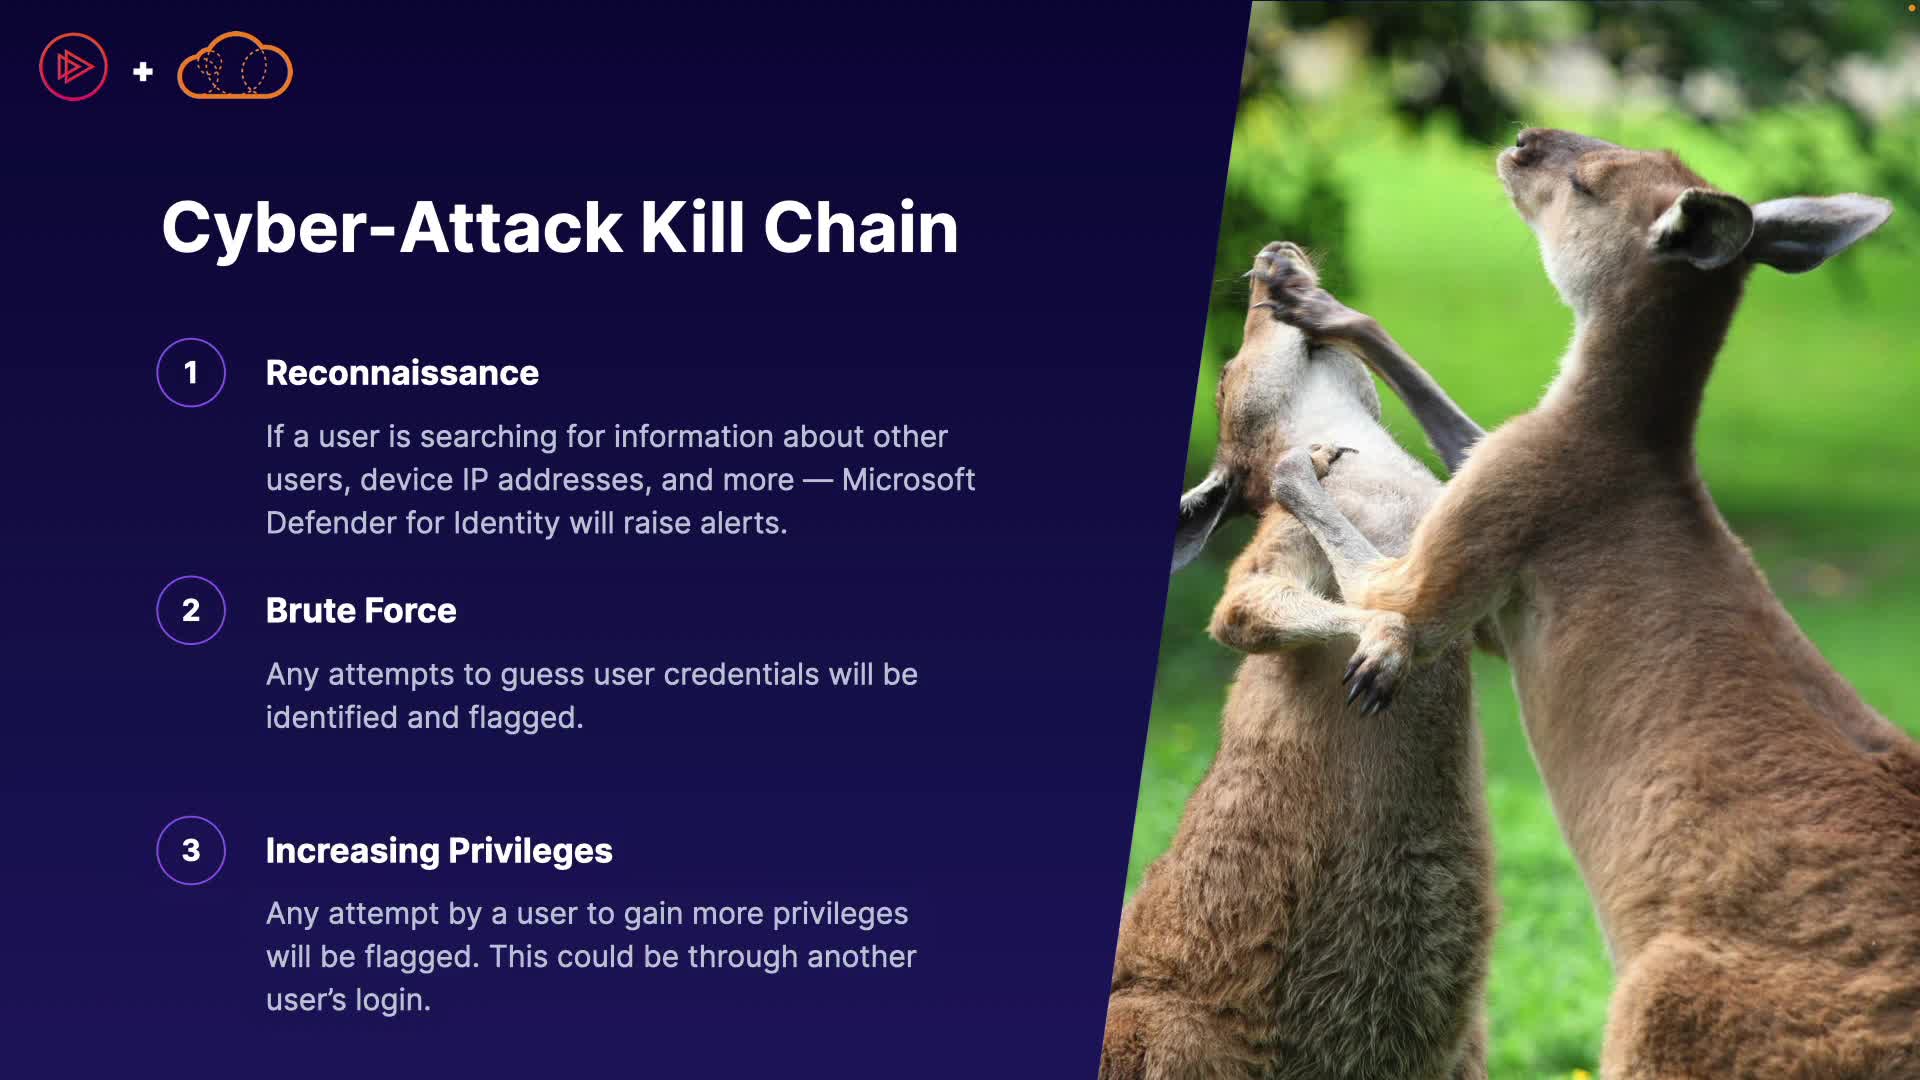 +
Cyber-Attack Kill Chain
1
Reconnaissance
If a user is searching for information about other
users, device IP addresses, and more — Microsoft
Defender for Identity will raise alerts.
2
Brute Force
Any attempts to guess user credentials will be
identified and flagged.
3
Increasing Privileges
Any attempt by a user to gain more privileges
will be flagged. This could be through another
user’s login.